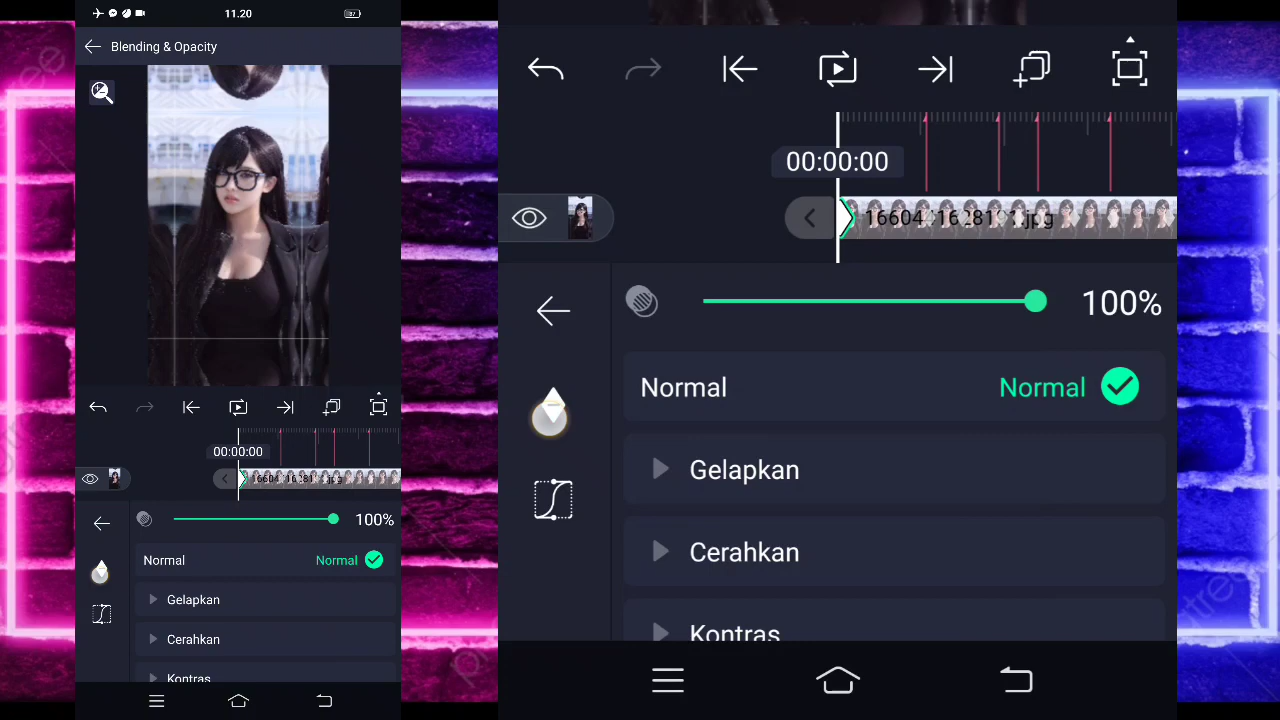 11.20
Blending & Opacity
00:00:00
100%
Normal Normal
Gelapkan
Cerahkan
Kontras
00:00:00
100%
Normal Normal
Gelapkan
Cerahkan
Kontras